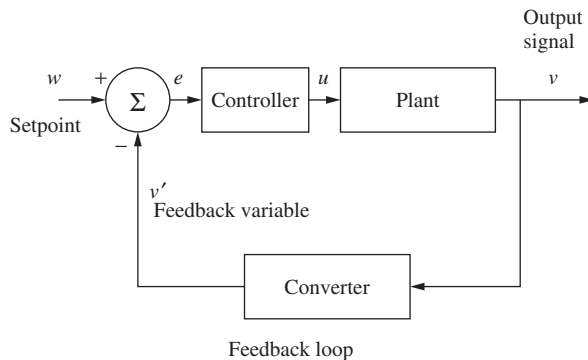 Output
signal
w
+
e
u
v
Σ
Controller
Plant
Setpoint
−
v′
Feedback variable
Converter
Feedback loop